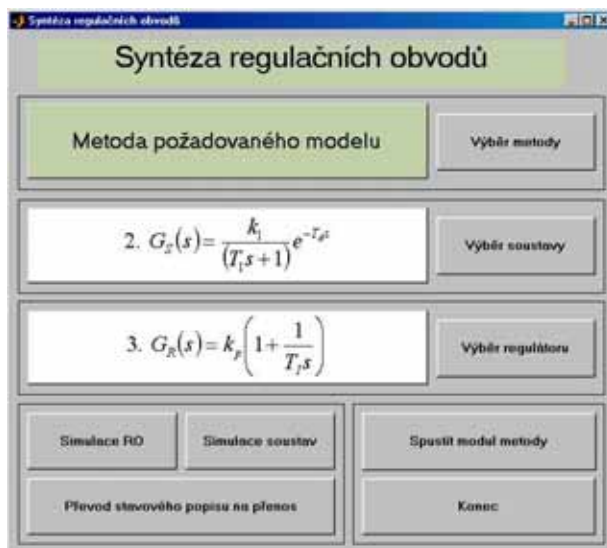 Syntéza regulačních obvodů
Syntéza regulačních obvodů
Metoda požadovaného modelu
Výběr metody
2. G_S(s) = k_1 / (T_1 s + 1) e^{-T_d s}
Výběr soustavy
3. G_R(s) = k_p (1 + 1 / (T_I s))
Výběr regulátoru
Simulace RO
Simulace soustav
Spustit modul metody
Převod stavového popisu na přenos
Konec